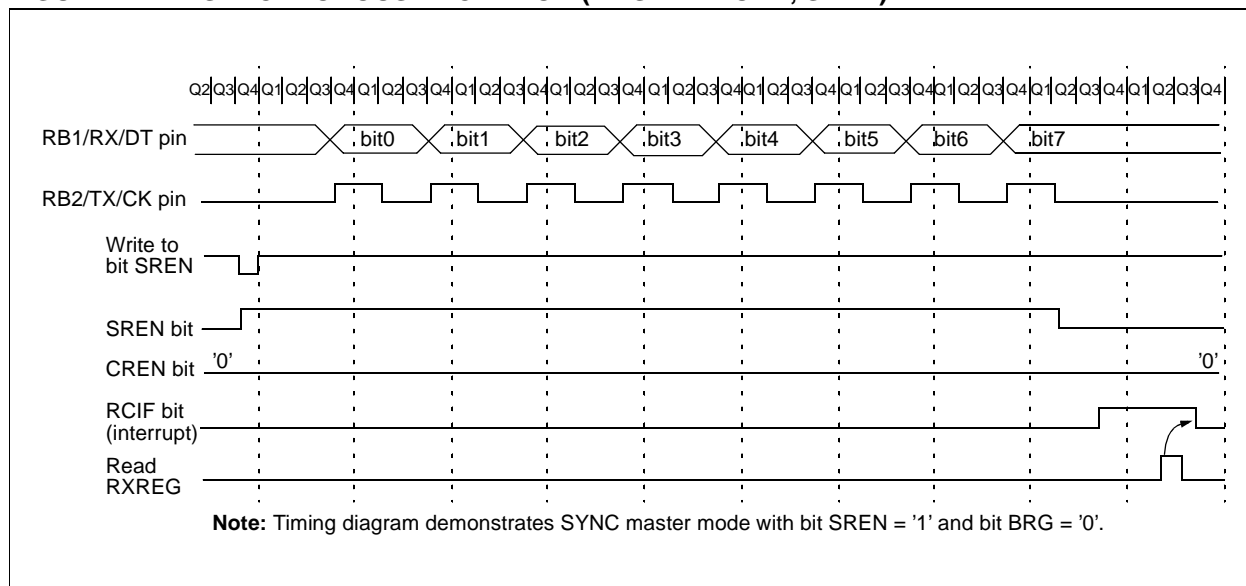 Q2 Q3 Q4 Q1 Q2 Q3 Q4 Q1 Q2 Q3 Q4 Q1 Q2 Q3 Q4 Q1 Q2 Q3 Q4 Q1 Q2 Q3 Q4 Q1 Q2 Q3 Q4 Q1 Q2 Q3 Q4 Q1 Q2 Q3 Q4 Q1 Q2 Q3 Q4 Q1 Q2 Q3 Q4
RB1/RX/DT pin bit0 bit1 bit2 bit3 bit4 bit5 bit6 bit7
RB2/TX/CK pin
Write to
bit SREN
SREN bit
CREN bit '0' '0'
RCIF bit
(interrupt)
Read
RXREG
Note: Timing diagram demonstrates SYNC master mode with bit SREN = '1' and bit BRG = '0'.